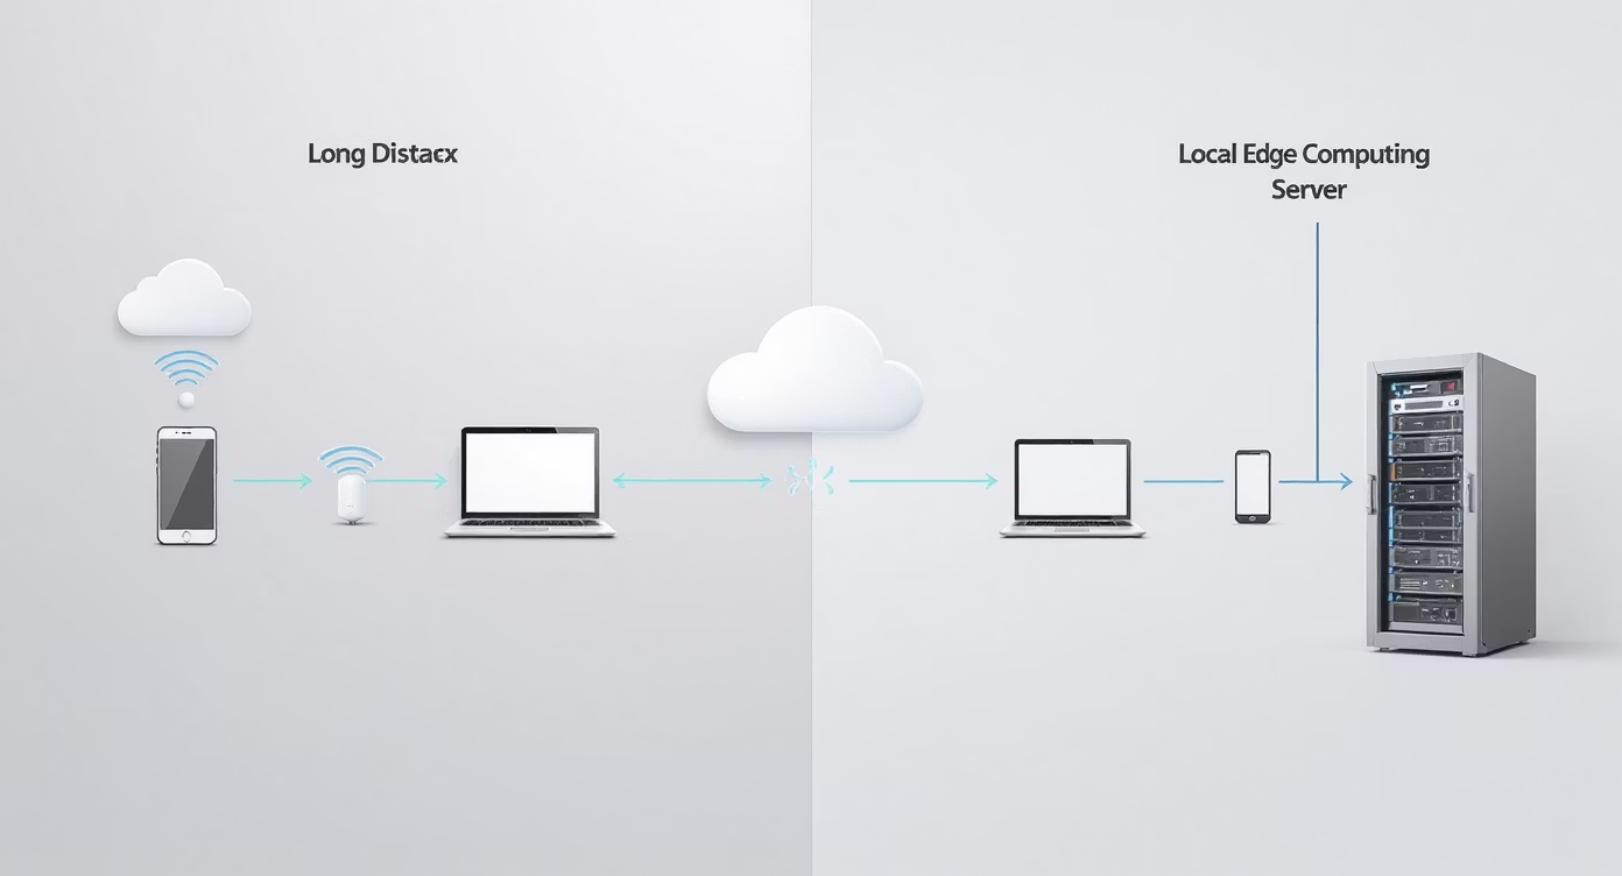 Long Distacx
Local Edge Computing
Server